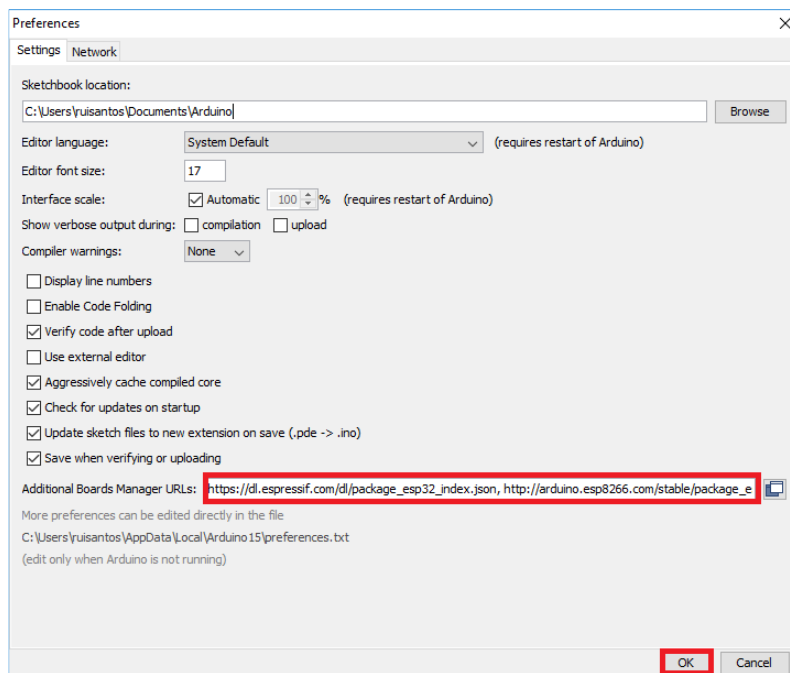 Preferences
Settings Network
Sketchbook location:
C:\Users\ruisantos\Documents\Arduino Browse
Editor language: System Default (requires restart of Arduino)
Editor font size: 17
Interface scale: Automatic 100 % (requires restart of Arduino)
Show verbose output during: compilation upload
Compiler warnings: None
Display line numbers
Enable Code Folding
Verify code after upload
Use external editor
Aggressively cache compiled core
Check for updates on startup
Update sketch files to new extension on save (.pde -> .ino)
Save when verifying or uploading
Additional Boards Manager URLs: https://dl.espressif.com/dl/package_esp32_index.json, http://arduino.esp8266.com/stable/package_e
More preferences can be edited directly in the file
C:\Users\ruisantos\AppData\Local\Arduino15\preferences.txt
(edit only when Arduino is not running)
OK Cancel